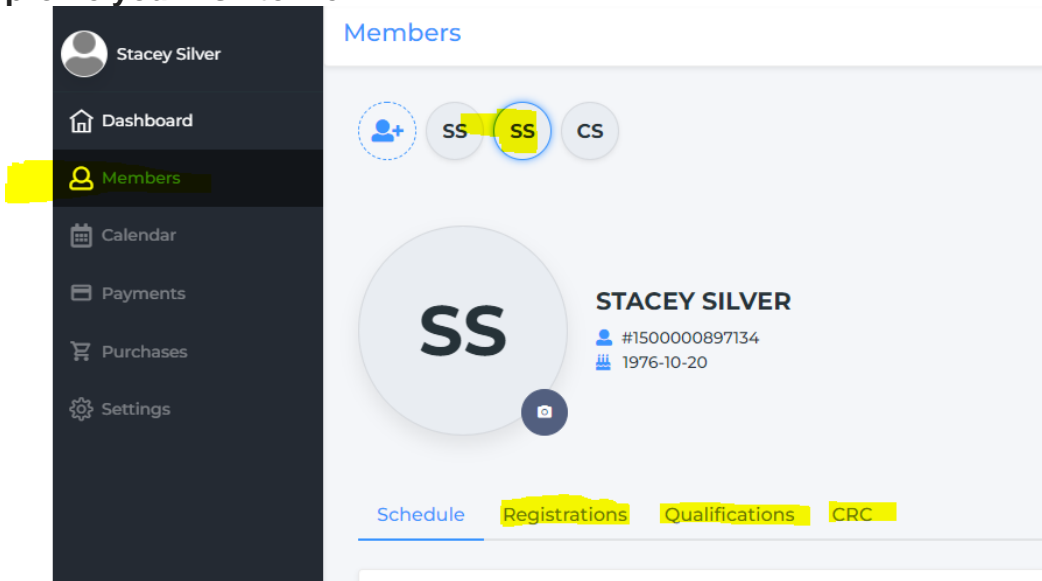 Stacey Silver
Members
Dashboard
SS SS CS
Members
Calendar
Payments
Purchases
Settings
SS
STACEY SILVER
#1500000897134
1976-10-20
Schedule Registrations Qualifications CRC